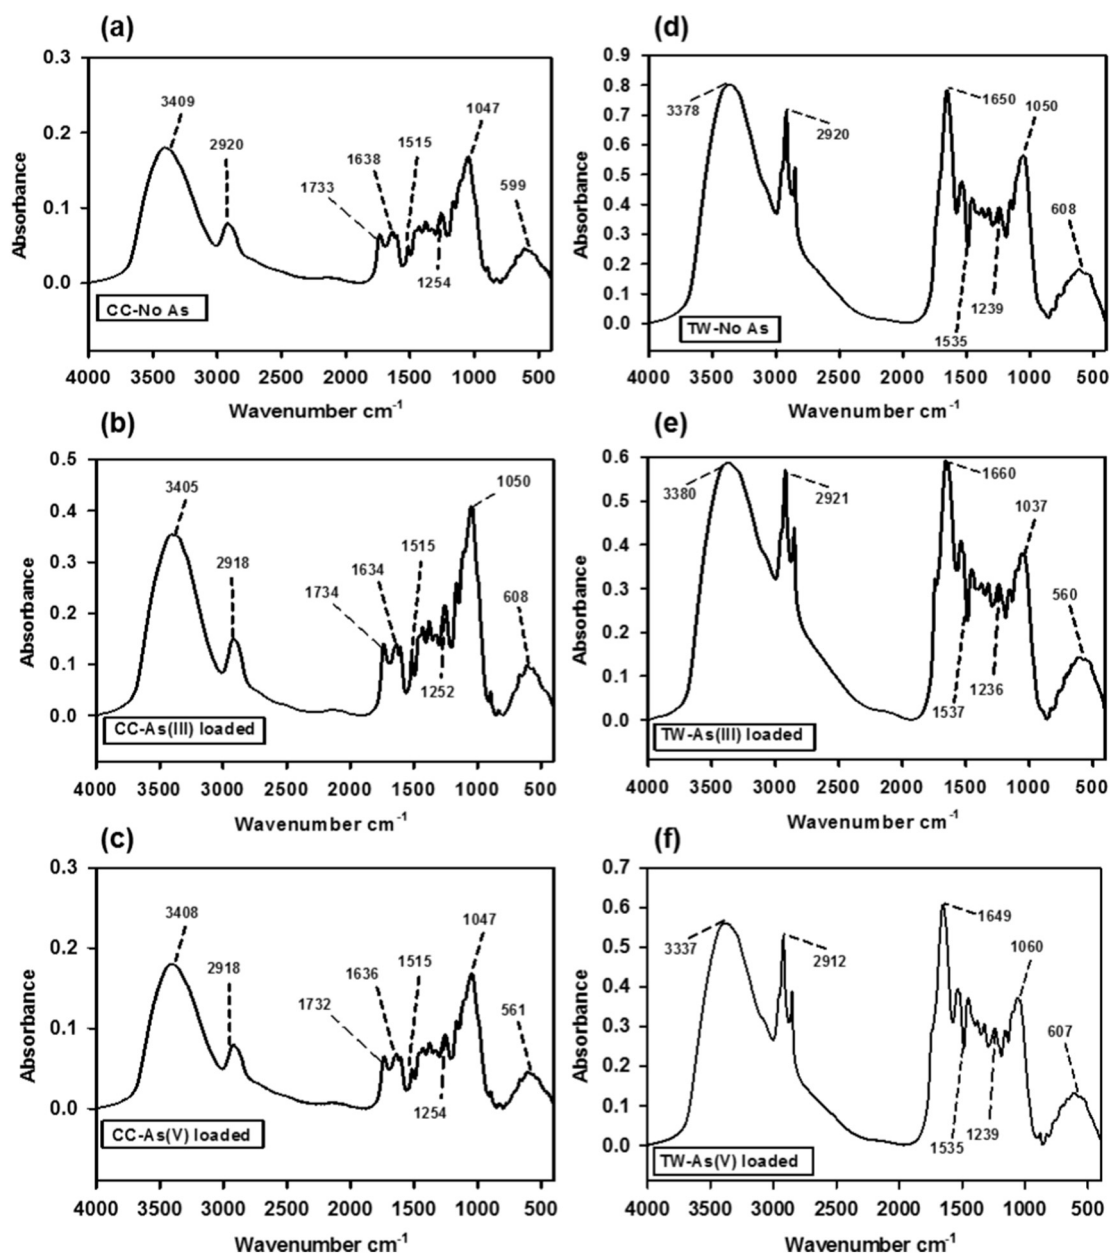 (a)
0.3
0.2
0.1
0.0
Absorbance
3409
2920
1733
1638
1515
1254
1047
599
CC-No As
4000 3500 3000 2500 2000 1500 1000 500
Wavenumber cm-1
(d)
0.9
0.8
0.7
0.6
0.5
0.4
0.3
0.2
0.1
0.0
Absorbance
3378
2920
1650
1535
1239
1050
608
TW-No As
4000 3500 3000 2500 2000 1500 1000 500
Wavenumber cm-1
(b)
0.5
0.4
0.3
0.2
0.1
0.0
Absorbance
3405
2918
1734
1634
1515
1252
1050
608
CC-As(III) loaded
4000 3500 3000 2500 2000 1500 1000 500
Wavenumber cm-1
(e)
0.6
0.5
0.4
0.3
0.2
0.1
0.0
Absorbance
3380
2921
1660
1537
1236
1037
560
TW-As(III) loaded
4000 3500 3000 2500 2000 1500 1000 500
Wavenumber cm-1
(c)
0.3
0.2
0.1
0.0
Absorbance
3408
2918
1732
1636
1515
1254
1047
561
CC-As(V) loaded
4000 3500 3000 2500 2000 1500 1000 500
Wavenumber cm-1
(f)
0.7
0.6
0.5
0.4
0.3
0.2
0.1
0.0
Absorbance
3337
2912
1649
1535
1239
1060
607
TW-As(V) loaded
4000 3500 3000 2500 2000 1500 1000 500
Wavenumber cm-1